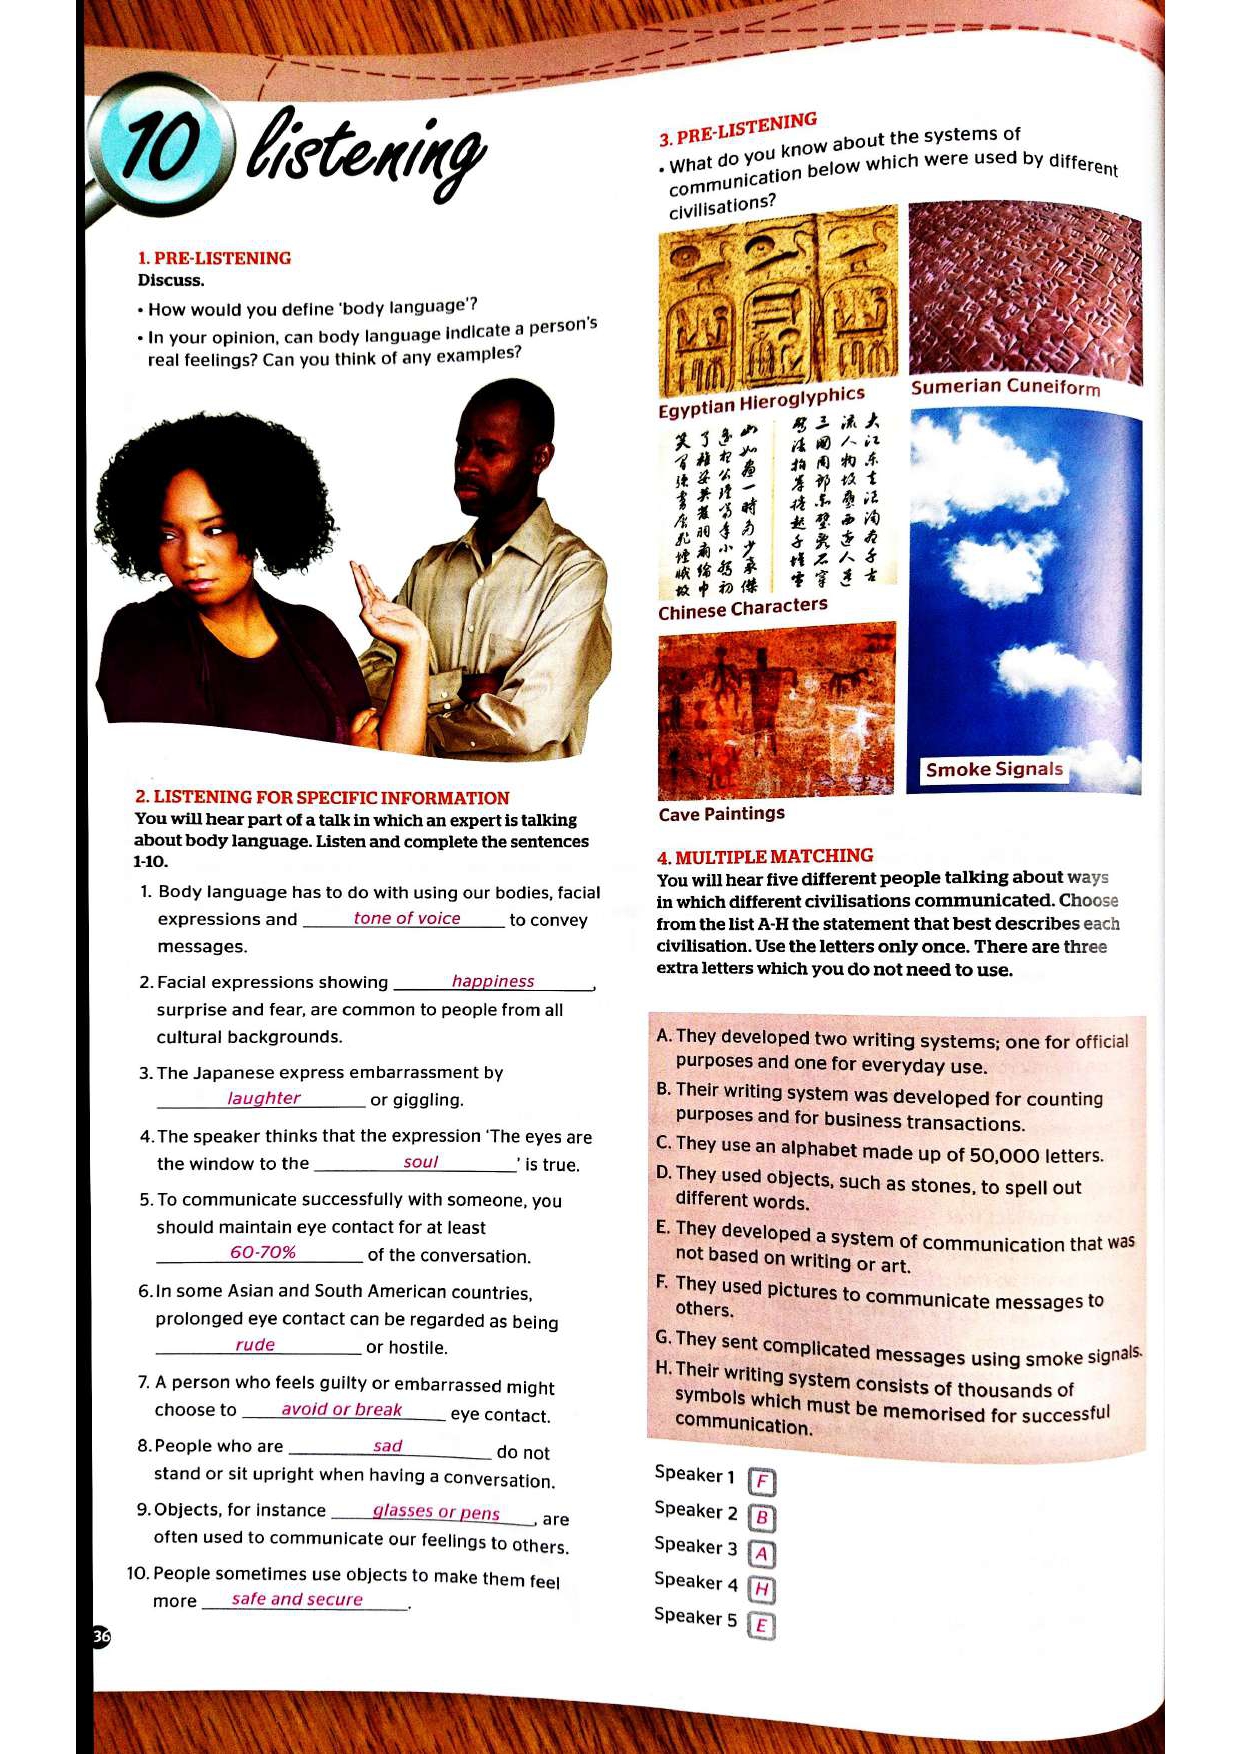 10 listening
1. PRE-LISTENING
Discuss.
• How would you define 'body language'?
• In your opinion, can body language indicate a person's
real feelings? Can you think of any examples?
2. LISTENING FOR SPECIFIC INFORMATION
You will hear part of a talk in which an expert is talking
about body language. Listen and complete the sentences
1-10.
1. Body language has to do with using our bodies, facial
expressions and tone of voice to convey
messages.
2. Facial expressions showing happiness,
surprise and fear, are common to people from all
cultural backgrounds.
3. The Japanese express embarrassment by
laughter or giggling.
4. The speaker thinks that the expression 'The eyes are
the window to the soul' is true.
5. To communicate successfully with someone, you
should maintain eye contact for at least
60-70% of the conversation.
6. In some Asian and South American countries,
prolonged eye contact can be regarded as being
rude or hostile.
7. A person who feels guilty or embarrassed might
choose to avoid or break eye contact.
8. People who are sad do not
stand or sit upright when having a conversation.
9. Objects, for instance glasses or pens, are
often used to communicate our feelings to others.
10. People sometimes use objects to make them feel
more safe and secure.
36
3. PRE-LISTENING
• What do you know about the systems of
communication below which were used by different
civilisations?
Egyptian Hieroglyphics
Sumerian Cuneiform
Chinese Characters
Smoke Signals
Cave Paintings
4. MULTIPLE MATCHING
You will hear five different people talking about ways
in which different civilisations communicated. Choose
from the list A-H the statement that best describes each
civilisation. Use the letters only once. There are three
extra letters which you do not need to use.
A. They developed two writing systems; one for official
purposes and one for everyday use.
B. Their writing system was developed for counting
purposes and for business transactions.
C. They use an alphabet made up of 50,000 letters.
D. They used objects, such as stones, to spell out
different words.
E. They developed a system of communication that was
not based on writing or art.
F. They used pictures to communicate messages to
others.
G. They sent complicated messages using smoke signals.
H. Their writing system consists of thousands of
symbols which must be memorised for successful
communication.
Speaker 1 F
Speaker 2 B
Speaker 3 A
Speaker 4 H
Speaker 5 E